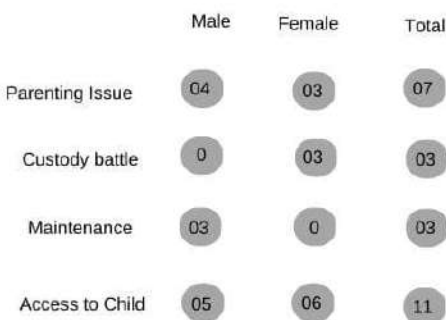 Male Female Total
Parenting Issue 04 03 07
Custody battle 0 03 03
Maintenance 03 0 03
Access to Child 05 06 11